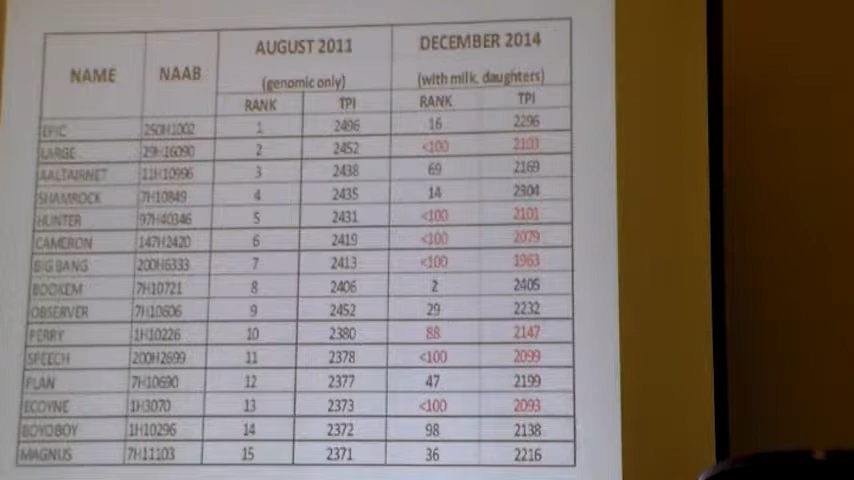 AUGUST 2011 DECEMBER 2014
NAME NAAB
(genomic only) (with milk, daughters)
RANK TPI RANK TPI
EPIC 250H1002 1 2496 16 2296
LARGE 29H16090 2 2452 <100 2103
AALTAIRNET 11H10996 3 2438 69 2169
SHAMROCK 7H10849 4 2435 14 2304
HUNTER 97H40346 5 2431 <100 2101
CAMERON 147H2420 6 2419 <100 2079
BIG BANG 200H6333 7 2413 <100 1963
BOOKEM 7H10721 8 2406 2 2405
OBSERVER 7H10606 9 2452 29 2232
PERRY 1H10226 10 2380 88 2147
SPEECH 200H2699 11 2378 <100 2099
PLAN 7H10690 12 2377 47 2199
ECOYNE 1H3070 13 2373 <100 2093
BOYOBOY 1H10296 14 2372 98 2138
MAGNUS 7H11103 15 2371 36 2216